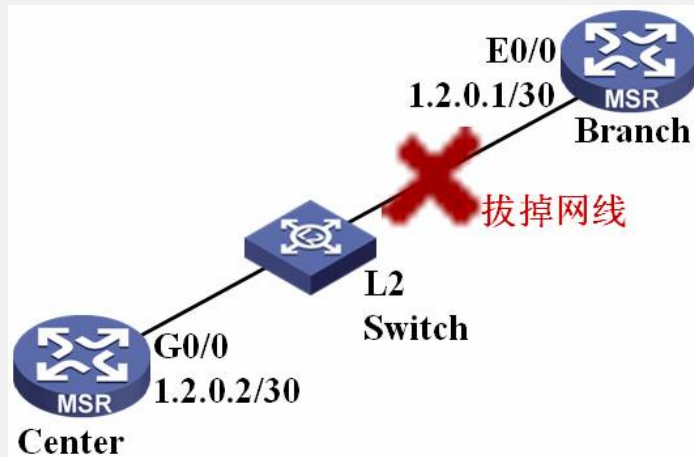 E0/0
1.2.0.1/30
MSR
Branch
拔掉网线
L2
Switch
G0/0
1.2.0.2/30
MSR
Center